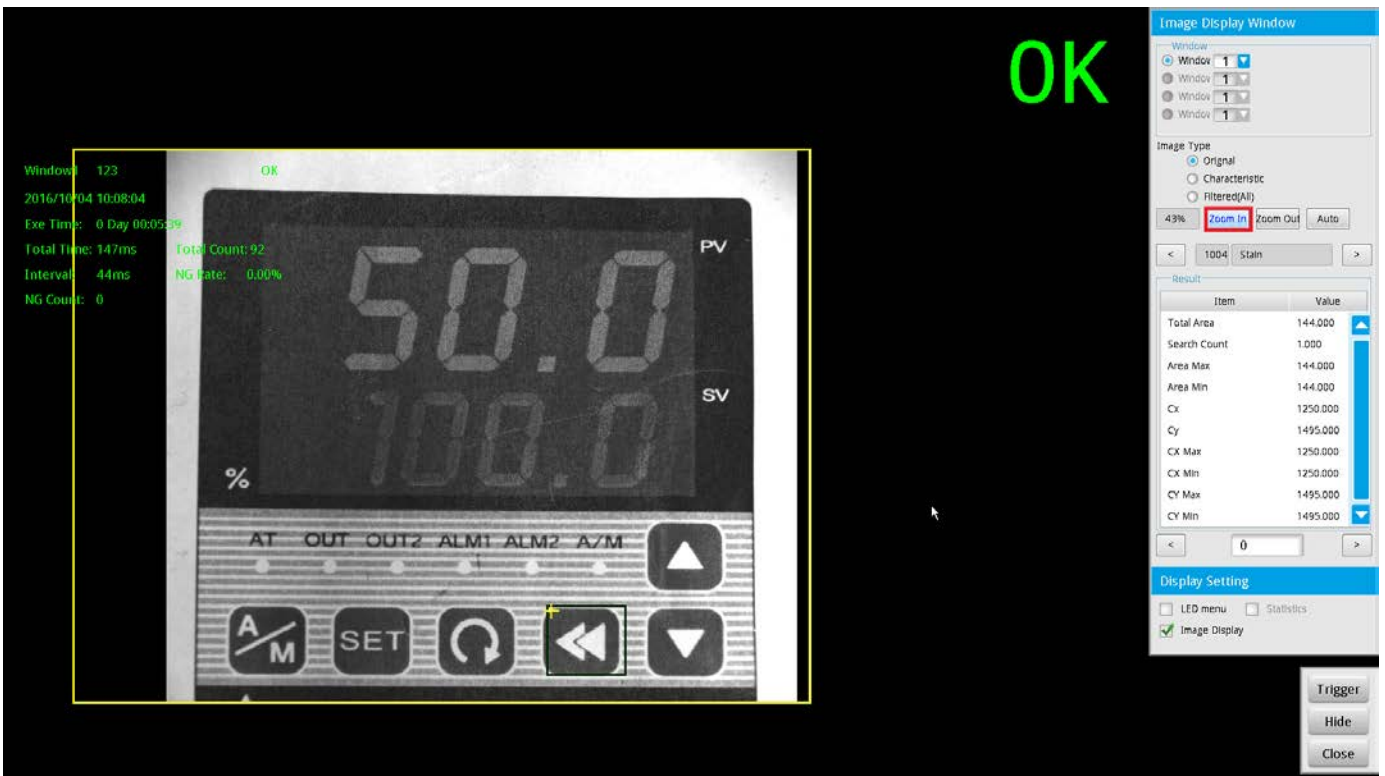 OK
Window1 123 OK
2016/10/04 10:08:04
Exe Time: 0 Day 00:05:39
Total Time: 147ms Total Count: 92
Interval: 44ms NG Rate: 0.00%
NG Count: 0
50.0
PV
100.0
SV
%
AT OUT OUT2 ALM1 ALM2 A/M
A/M SET
Image Display Window
Window
Windov 1
Windov 1
Windov 1
Windov 1
Image Type
Orignal
Characteristic
Filtered(All)
43% Zoom In Zoom Out Auto
< 1004 Stain >
Result
Item Value
Total Area 144.000
Search Count 1.000
Area Max 144.000
Area Min 144.000
Cx 1250.000
Cy 1495.000
CX Max 1250.000
CX Min 1250.000
CY Max 1495.000
CY Min 1495.000
< 0 >
Display Setting
LED menu Statistics
Image Display
Trigger
Hide
Close